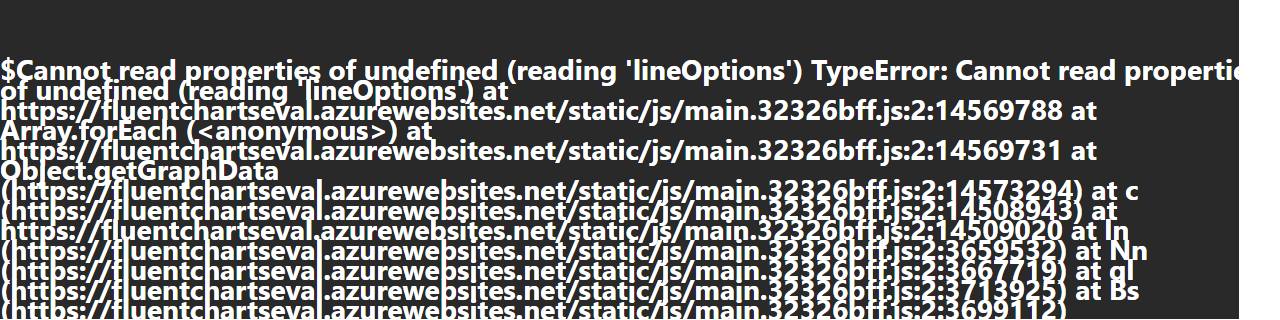 $Cannot read properties of undefined (reading 'lineOptions') TypeError: Cannot read propertie
of undefined (reading 'lineOptions') at
https://fluentchartseval.azurewebsites.net/static/js/main.32326bff.js:2:14569788 at
Array.forEach (<anonymous>) at
https://fluentchartseval.azurewebsites.net/static/js/main.32326bff.js:2:14569731 at
Object.getGraphData
(https://fluentchartseval.azurewebsites.net/static/js/main.32326bff.js:2:14573294) at c
(https://fluentchartseval.azurewebsites.net/static/js/main.32326bff.js:2:14508943) at
https://fluentchartseval.azurewebsites.net/static/js/main.32326bff.js:2:14509020 at ln
(https://fluentchartseval.azurewebsites.net/static/js/main.32326bff.js:2:3659532) at Nn
(https://fluentchartseval.azurewebsites.net/static/js/main.32326bff.js:2:3667719) at gl
(https://fluentchartseval.azurewebsites.net/static/js/main.32326bff.js:2:3713925) at Bs
(https://fluentchartseval.azurewebsites.net/static/js/main.32326bff.js:2:3699112)